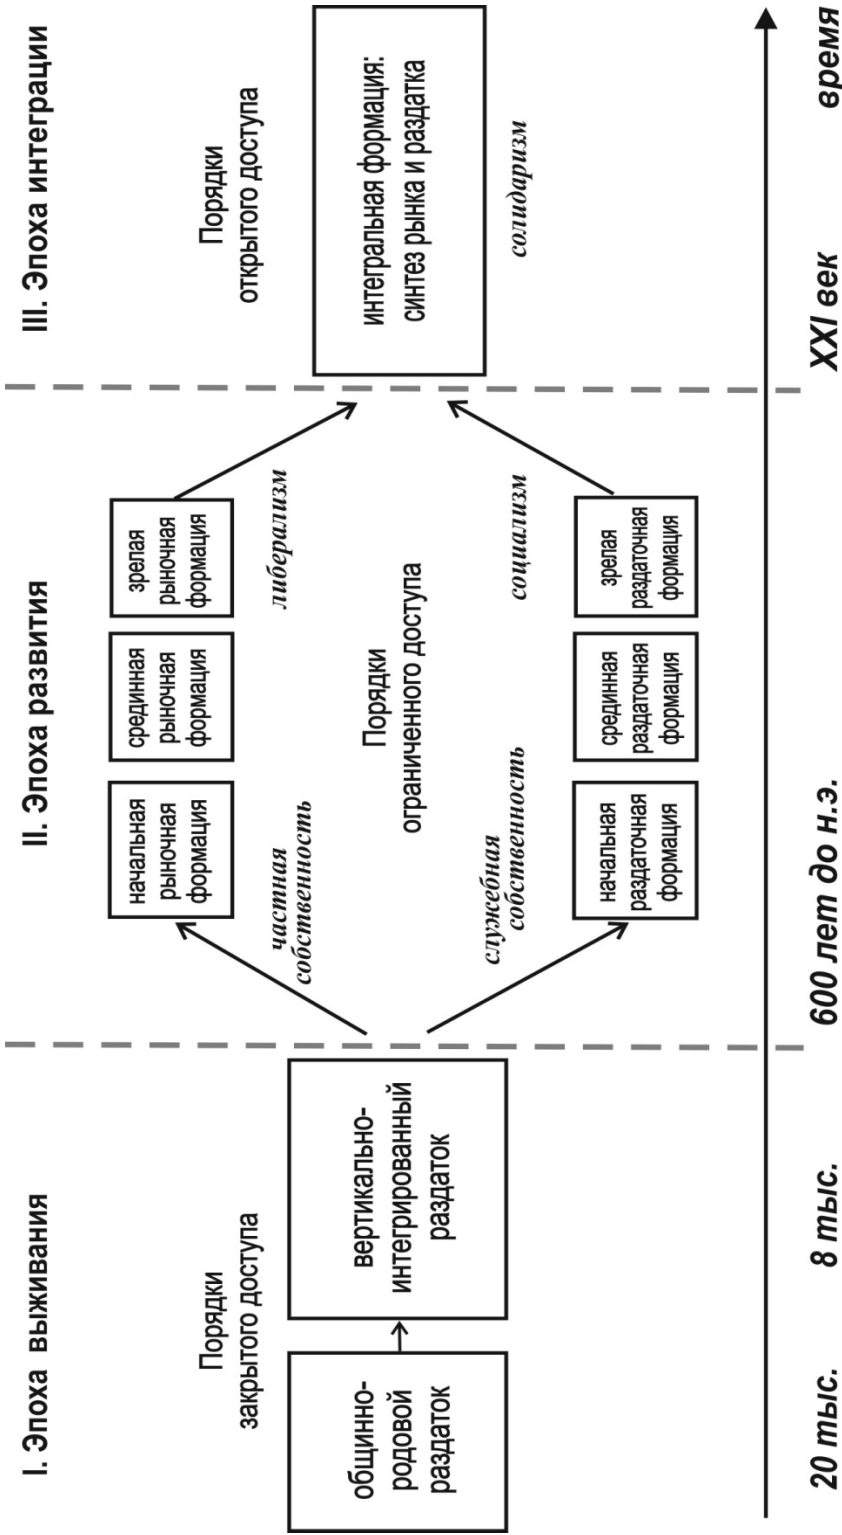 I. Эпоха выживания
II. Эпоха развития
III. Эпоха интеграции
Порядки
закрытого доступа
общинно-
родовой
раздаток
вертикально-
интегрированный
раздаток
начальная
рыночная
формация
срединная
рыночная
формация
зрелая
рыночная
формация
частная
собственность
либерализм
Порядки
ограниченного доступа
служебная
собственность
социализм
начальная
раздаточная
формация
срединная
раздаточная
формация
зрелая
раздаточная
формация
Порядки
открытого доступа
интегральная формация:
синтез рынка и раздатка
солидаризм
20 тыс.
8 тыс.
600 лет до н.э.
XXI век
время